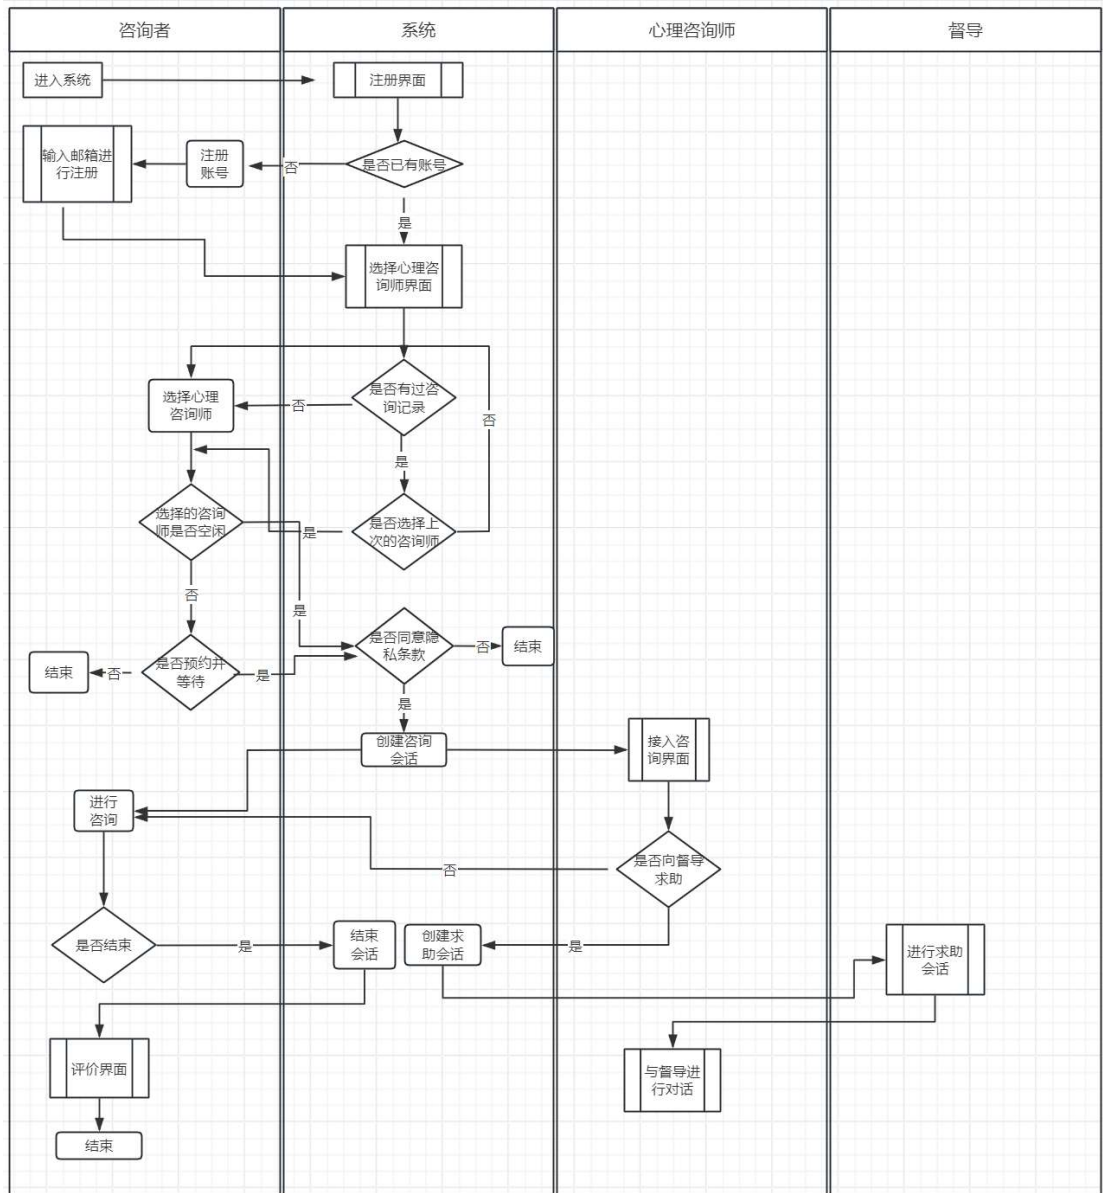 咨询者
系统
心理咨询师
督导
进入系统
注册界面
输入邮箱进
行注册
注册
账号
否
是否已有账号
是
选择心理咨
询师界面
选择心理
咨询师
否
是否有过咨
询记录
否
是
选择的咨询
师是否空闲
是
是否选择上
次的咨询师
否
是
是否同意隐
私条款
否
结束
结束
否
是否预约并
等待
是
是
创建咨询
会话
接入咨
询界面
进行
咨询
否
是否向督导
求助
是否结束
是
结束
会话
创建求
助会话
是
进行求助
会话
评价界面
与督导进
行对话
结束